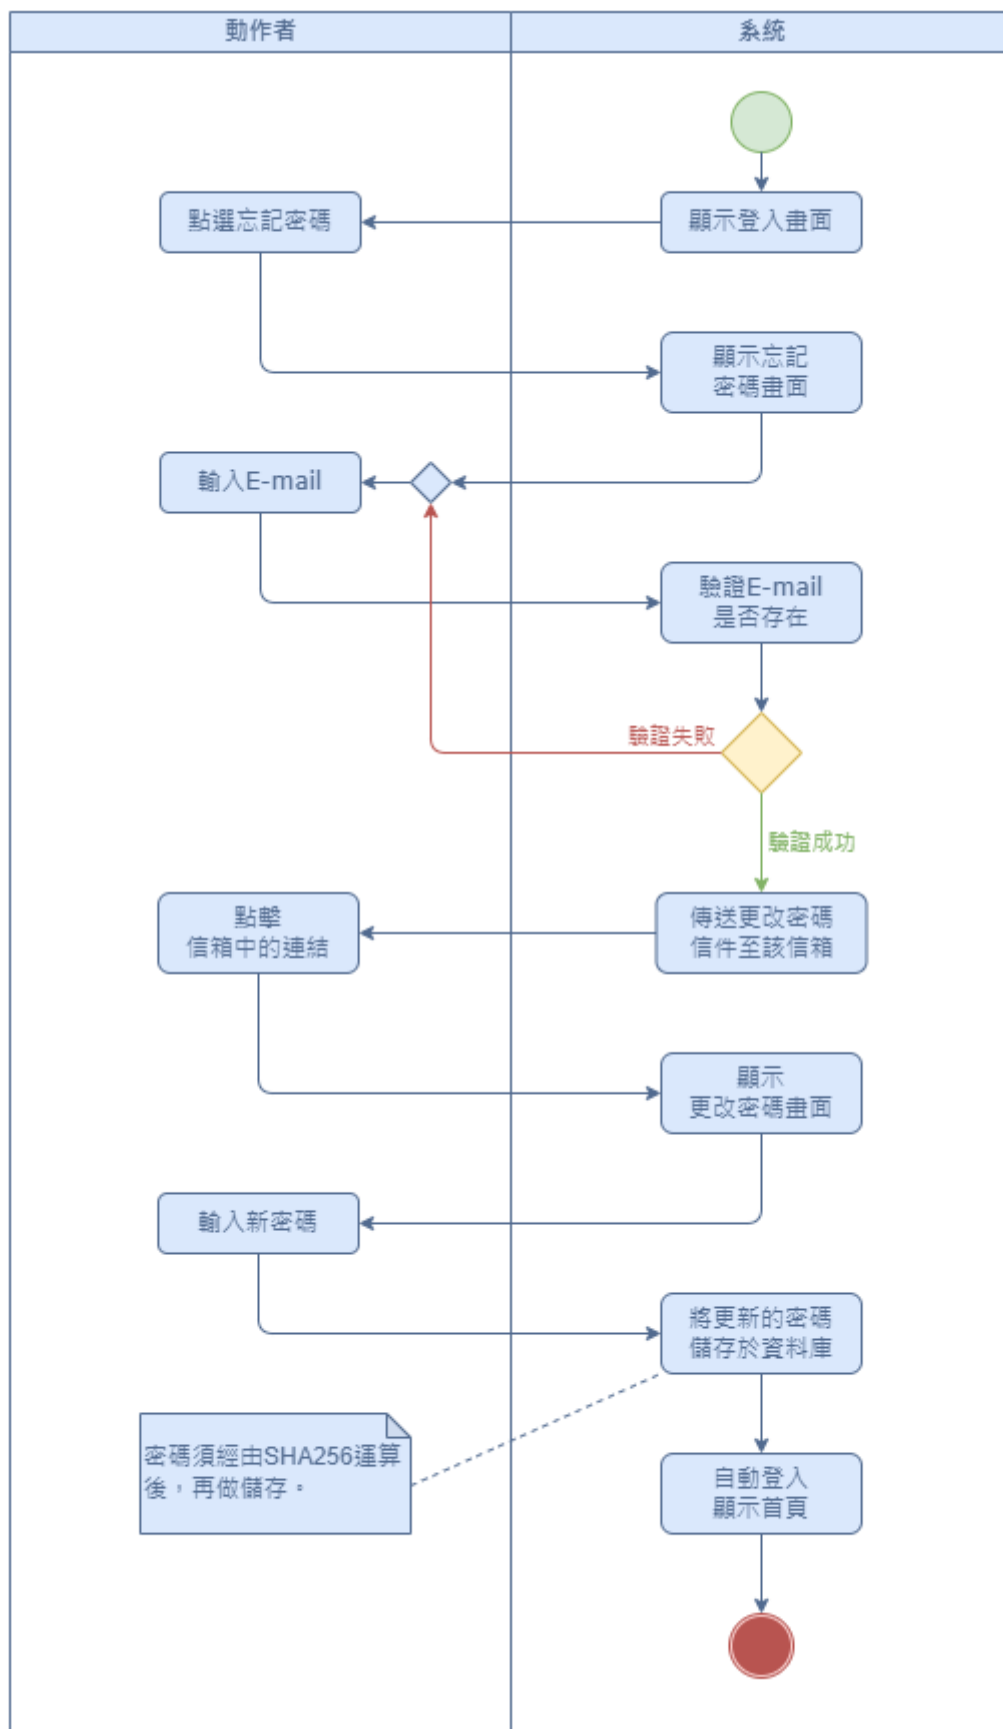 動作者
系統
點選忘記密碼
顯示登入畫面
顯示忘記
密碼畫面
輸入E-mail
驗證E-mail
是否存在
驗證失敗
驗證成功
點擊
信箱中的連結
傳送更改密碼
信件至該信箱
顯示
更改密碼畫面
輸入新密碼
將更新的密碼
儲存於資料庫
密碼須經由SHA256運算
後，再做儲存。
自動登入
顯示首頁